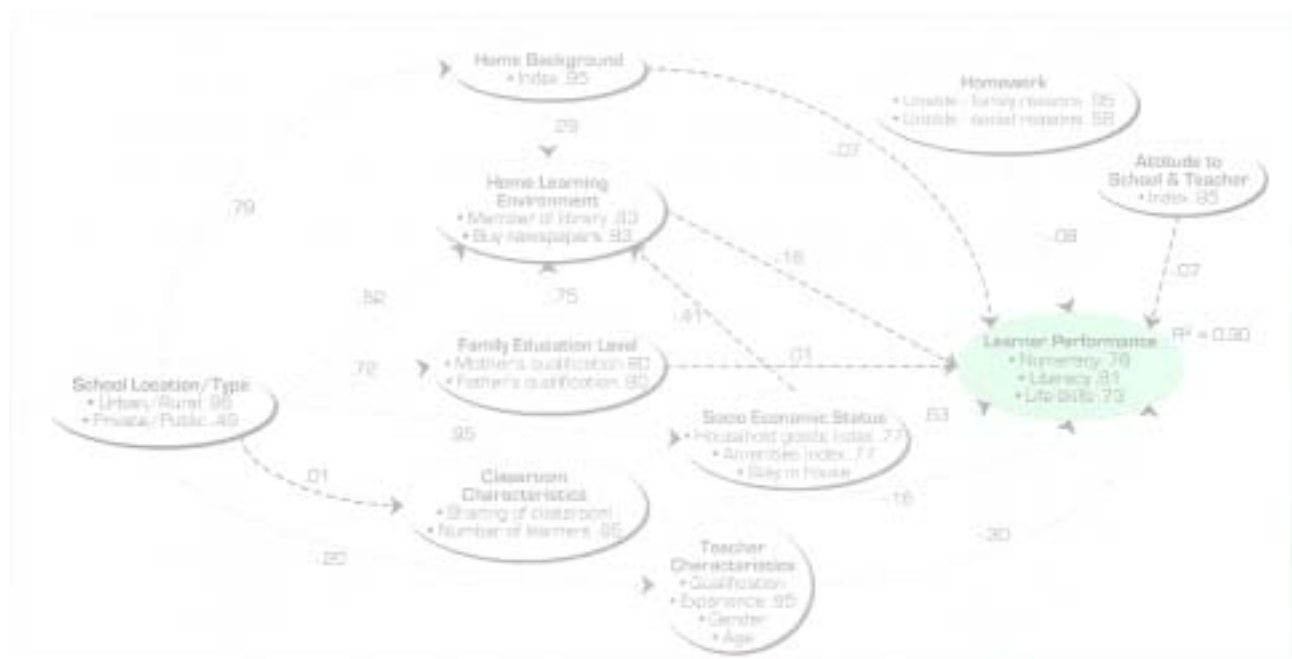 Home Background
• Index .95
Homework
• Unable - family reasons .95
• Unable - social reasons .58
.29
-.07
Attitude to
School & Teacher
• Index .95
Home Learning
Environment
• Member of library .83
• Buy newspapers .83
.79
-.08
-.18
-.07
.52
.75
-.41
R² = 0.30
Family Education Level
• Mother's qualification .80
• Father's qualification .80
.01
Learner Performance
• Numeracy .78
• Literacy .81
• Life Skills .73
.72
School Location/Type
• Urban/Rural .95
• Private/Public .49
.95
Socio Economic Status
• Household goods index .77
• Amenities index .77
• Stay in house
.63
.01
Classroom
Characteristics
• Sharing of classroom
• Number of learners .95
-.16
-.30
-.20
Teacher
Characteristics
• Qualification
• Experience .95
• Gender
• Age